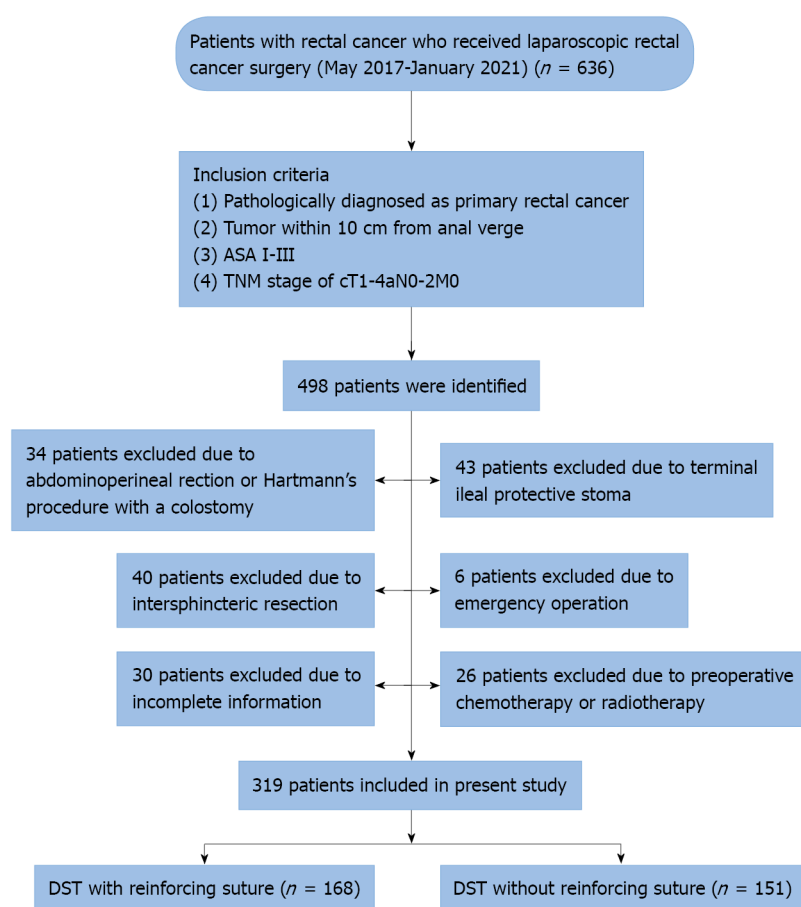 Patients with rectal cancer who received laparoscopic rectal
cancer surgery (May 2017-January 2021) (n = 636)
Inclusion criteria
(1) Pathologically diagnosed as primary rectal cancer
(2) Tumor within 10 cm from anal verge
(3) ASA I-III
(4) TNM stage of cT1-4aN0-2M0
498 patients were identified
34 patients excluded due to
abdominoperineal rection or Hartmann's
procedure with a colostomy
43 patients excluded due to terminal
ileal protective stoma
40 patients excluded due to
intersphincteric resection
6 patients excluded due to
emergency operation
30 patients excluded due to
incomplete information
26 patients excluded due to preoperative
chemotherapy or radiotherapy
319 patients included in present study
DST with reinforcing suture (n = 168)
DST without reinforcing suture (n = 151)